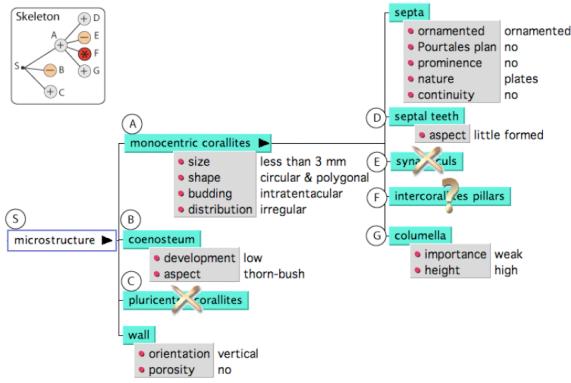 Skeleton
D
A
E
S
F
B
G
C
septa
ornamented ornamented
Pourtales plan no
prominence no
nature plates
continuity no
D
septal teeth
aspect little formed
A
monocentric corallites
size less than 3 mm
shape circular & polygonal
budding intratentacular
distribution irregular
E
F
pillars
G
columella
importance weak
height high
S
microstructure
B
coenosteum
development low
aspect thorn-bush
C
wall
orientation vertical
porosity no